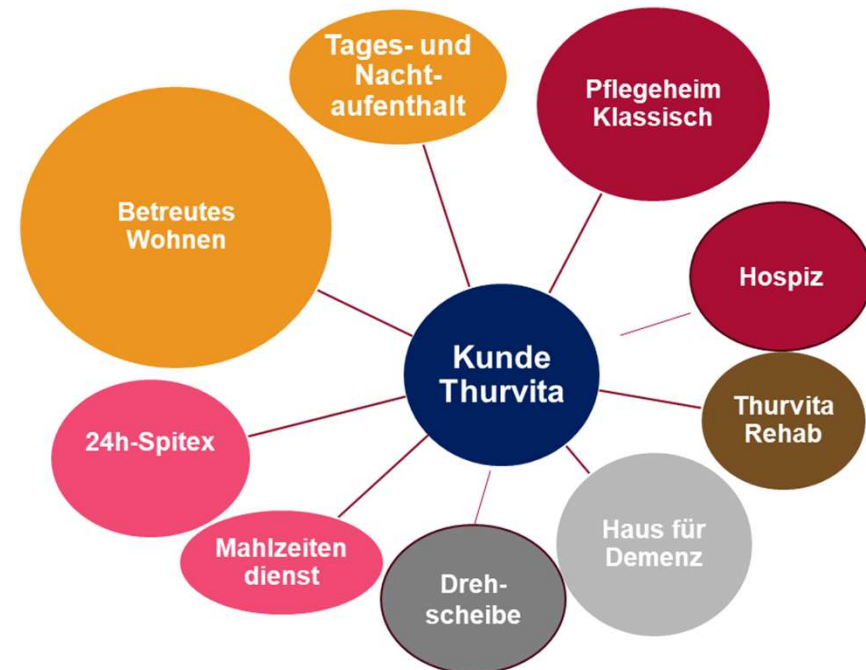 Tages- und
Nacht-
aufenthalt
Pflegeheim
Klassisch
Betreutes
Wohnen
Hospiz
Kunde
Thurvita
Thurvita
Rehab
24h-Spitex
Haus für
Demenz
Mahlzeiten
dienst
Dreh-
scheibe